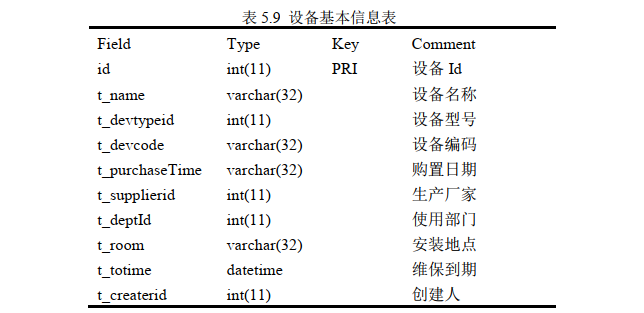 表 5.9 设备基本信息表
Field Type Key Comment
id int(11) PRI 设备 Id
t_name varchar(32) 设备名称
t_devtypeid int(11) 设备型号
t_devcode varchar(32) 设备编码
t_purchaseTime varchar(32) 购置日期
t_supplierid int(11) 生产厂家
t_deptId int(11) 使用部门
t_room varchar(32) 安装地点
t_totime datetime 维保到期
t_createrid int(11) 创建人